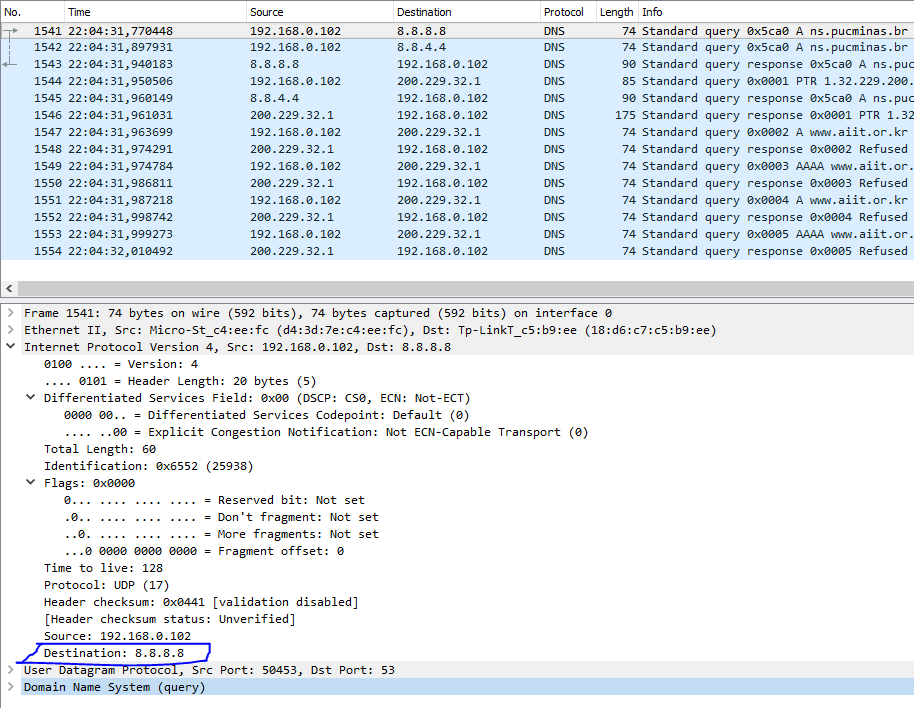 No. Time Source Destination Protocol Length Info
1541 22:04:31,770448 192.168.0.102 8.8.8.8 DNS 74 Standard query 0x5ca0 A ns.pucminas.br
1542 22:04:31,897931 192.168.0.102 8.8.4.4 DNS 74 Standard query 0x5ca0 A ns.pucminas.br
1543 22:04:31,940183 8.8.8.8 192.168.0.102 DNS 90 Standard query response 0x5ca0 A ns.puc
1544 22:04:31,950506 192.168.0.102 200.229.32.1 DNS 85 Standard query 0x0001 PTR 1.32.229.200.
1545 22:04:31,960149 8.8.4.4 192.168.0.102 DNS 90 Standard query response 0x5ca0 A ns.puc
1546 22:04:31,961031 200.229.32.1 192.168.0.102 DNS 175 Standard query response 0x0001 PTR 1.32
1547 22:04:31,963699 192.168.0.102 200.229.32.1 DNS 74 Standard query 0x0002 A www.aiit.or.kr
1548 22:04:31,974291 200.229.32.1 192.168.0.102 DNS 74 Standard query response 0x0002 Refused
1549 22:04:31,974784 192.168.0.102 200.229.32.1 DNS 74 Standard query 0x0003 AAAA www.aiit.or.
1550 22:04:31,986811 200.229.32.1 192.168.0.102 DNS 74 Standard query response 0x0003 Refused
1551 22:04:31,987218 192.168.0.102 200.229.32.1 DNS 74 Standard query 0x0004 A www.aiit.or.kr
1552 22:04:31,998742 200.229.32.1 192.168.0.102 DNS 74 Standard query response 0x0004 Refused
1553 22:04:31,999273 192.168.0.102 200.229.32.1 DNS 74 Standard query 0x0005 AAAA www.aiit.or.
1554 22:04:32,010492 200.229.32.1 192.168.0.102 DNS 74 Standard query response 0x0005 Refused
Frame 1541: 74 bytes on wire (592 bits), 74 bytes captured (592 bits) on interface 0
Ethernet II, Src: Micro-St_c4:ee:fc (d4:3d:7e:c4:ee:fc), Dst: Tp-LinkT_c5:b9:ee (18:d6:c7:c5:b9:ee)
Internet Protocol Version 4, Src: 192.168.0.102, Dst: 8.8.8.8
0100 .... = Version: 4
.... 0101 = Header Length: 20 bytes (5)
Differentiated Services Field: 0x00 (DSCP: CS0, ECN: Not-ECT)
0000 00.. = Differentiated Services Codepoint: Default (0)
.... ..00 = Explicit Congestion Notification: Not ECN-Capable Transport (0)
Total Length: 60
Identification: 0x6552 (25938)
Flags: 0x0000
0... .... .... .... = Reserved bit: Not set
.0.. .... .... .... = Don't fragment: Not set
..0. .... .... .... = More fragments: Not set
...0 0000 0000 0000 = Fragment offset: 0
Time to live: 128
Protocol: UDP (17)
Header checksum: 0x0441 [validation disabled]
[Header checksum status: Unverified]
Source: 192.168.0.102
Destination: 8.8.8.8
User Datagram Protocol, Src Port: 50453, Dst Port: 53
Domain Name System (query)